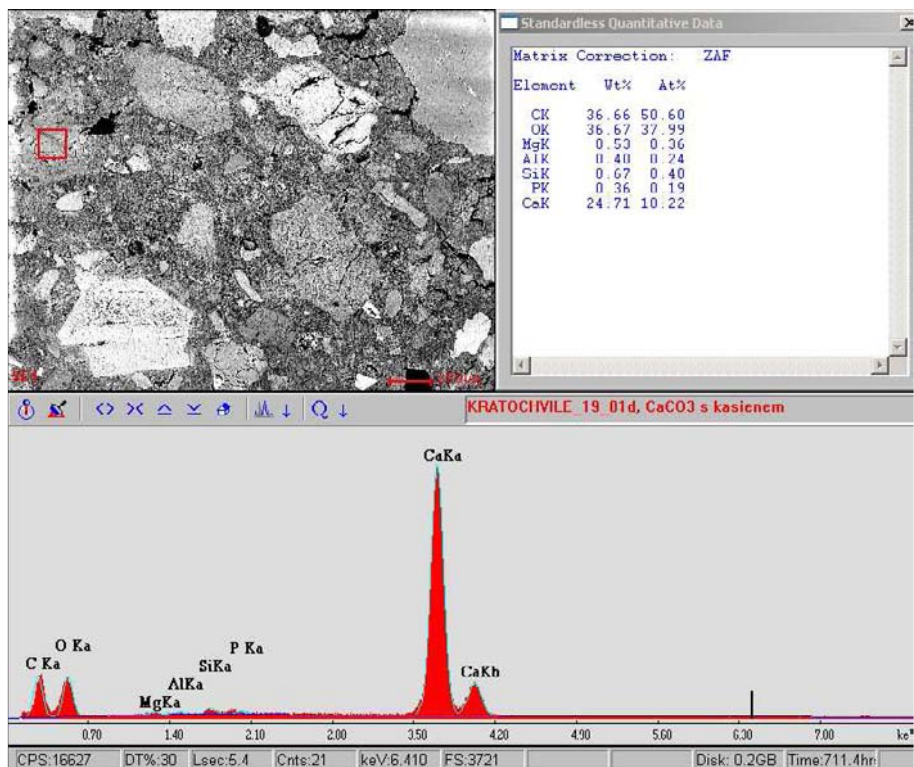 Standardless Quantitative Data
Matrix Correction: ZAF
Element Wt% At%
CK 36.66 50.60
OK 36.67 37.99
MgK 0.53 0.36
AlK 0.40 0.24
SiK 0.67 0.40
PK 0.36 0.19
CaK 24.71 10.22
KRATOCHVILE_19_01d, CaCO3 s kasienem
CaKa
O Ka
C Ka
P Ka
SiKa
AlKa
MgKa
CaKb
0.70 1.40 2.10 2.00 3.50 4.20 4.90 5.60 6.30 7.00 ke
CPS:16627 DT%:30 Lsec:5.4 Cnts:21 keV:6.410 FS:3721 Disk: 0.2GB Time:711.4hr